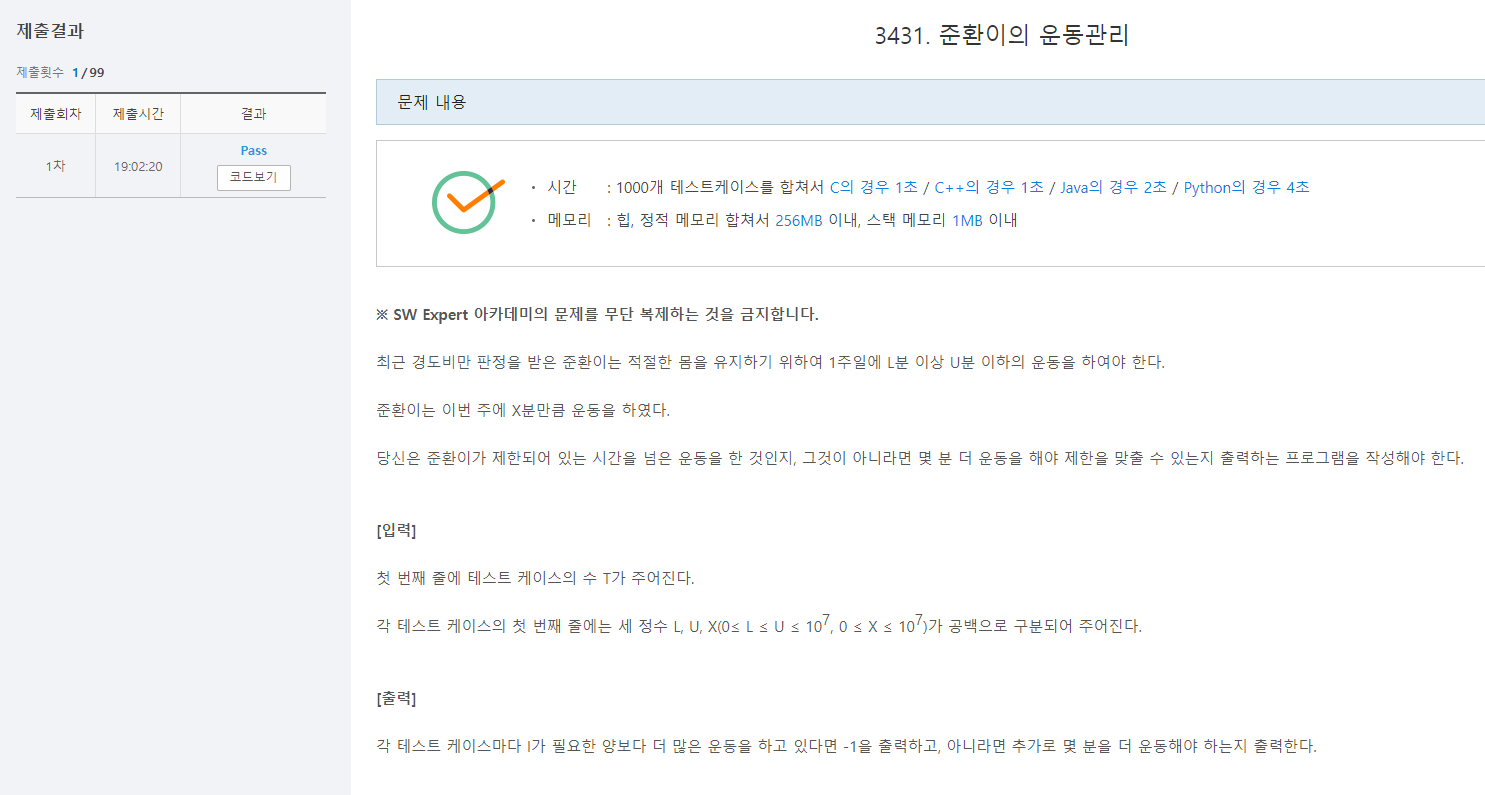 제출결과
제출횟수 1/99
제출회차 제출시간 결과
1차 19:02:20 Pass
코드보기
3431. 준환이의 운동관리
문제 내용
· 시간 : 1000개 테스트케이스를 합쳐서 C의 경우 1초 / C++의 경우 1초 / Java의 경우 2초 / Python의 경우 4초
· 메모리 : 힙, 정적 메모리 합쳐서 256MB 이내, 스택 메모리 1MB 이내
※ SW Expert 아카데미의 문제를 무단 복제하는 것을 금지합니다.
최근 경도비만 판정을 받은 준환이는 적절한 몸을 유지하기 위하여 1주일에 L분 이상 U분 이하의 운동을 하여야 한다.
준환이는 이번 주에 X분만큼 운동을 하였다.
당신은 준환이가 제한되어 있는 시간을 넘은 운동을 한 것인지, 그것이 아니라면 몇 분 더 운동을 해야 제한을 맞출 수 있는지 출력하는 프로그램을 작성해야 한다.
[입력]
첫 번째 줄에 테스트 케이스의 수 T가 주어진다.
각 테스트 케이스의 첫 번째 줄에는 세 정수 L, U, X(0≤ L ≤ U ≤ 10⁷, 0 ≤ X ≤ 10⁷)가 공백으로 구분되어 주어진다.
[출력]
각 테스트 케이스마다 l가 필요한 양보다 더 많은 운동을 하고 있다면 -1을 출력하고, 아니라면 추가로 몇 분을 더 운동해야 하는지 출력한다.